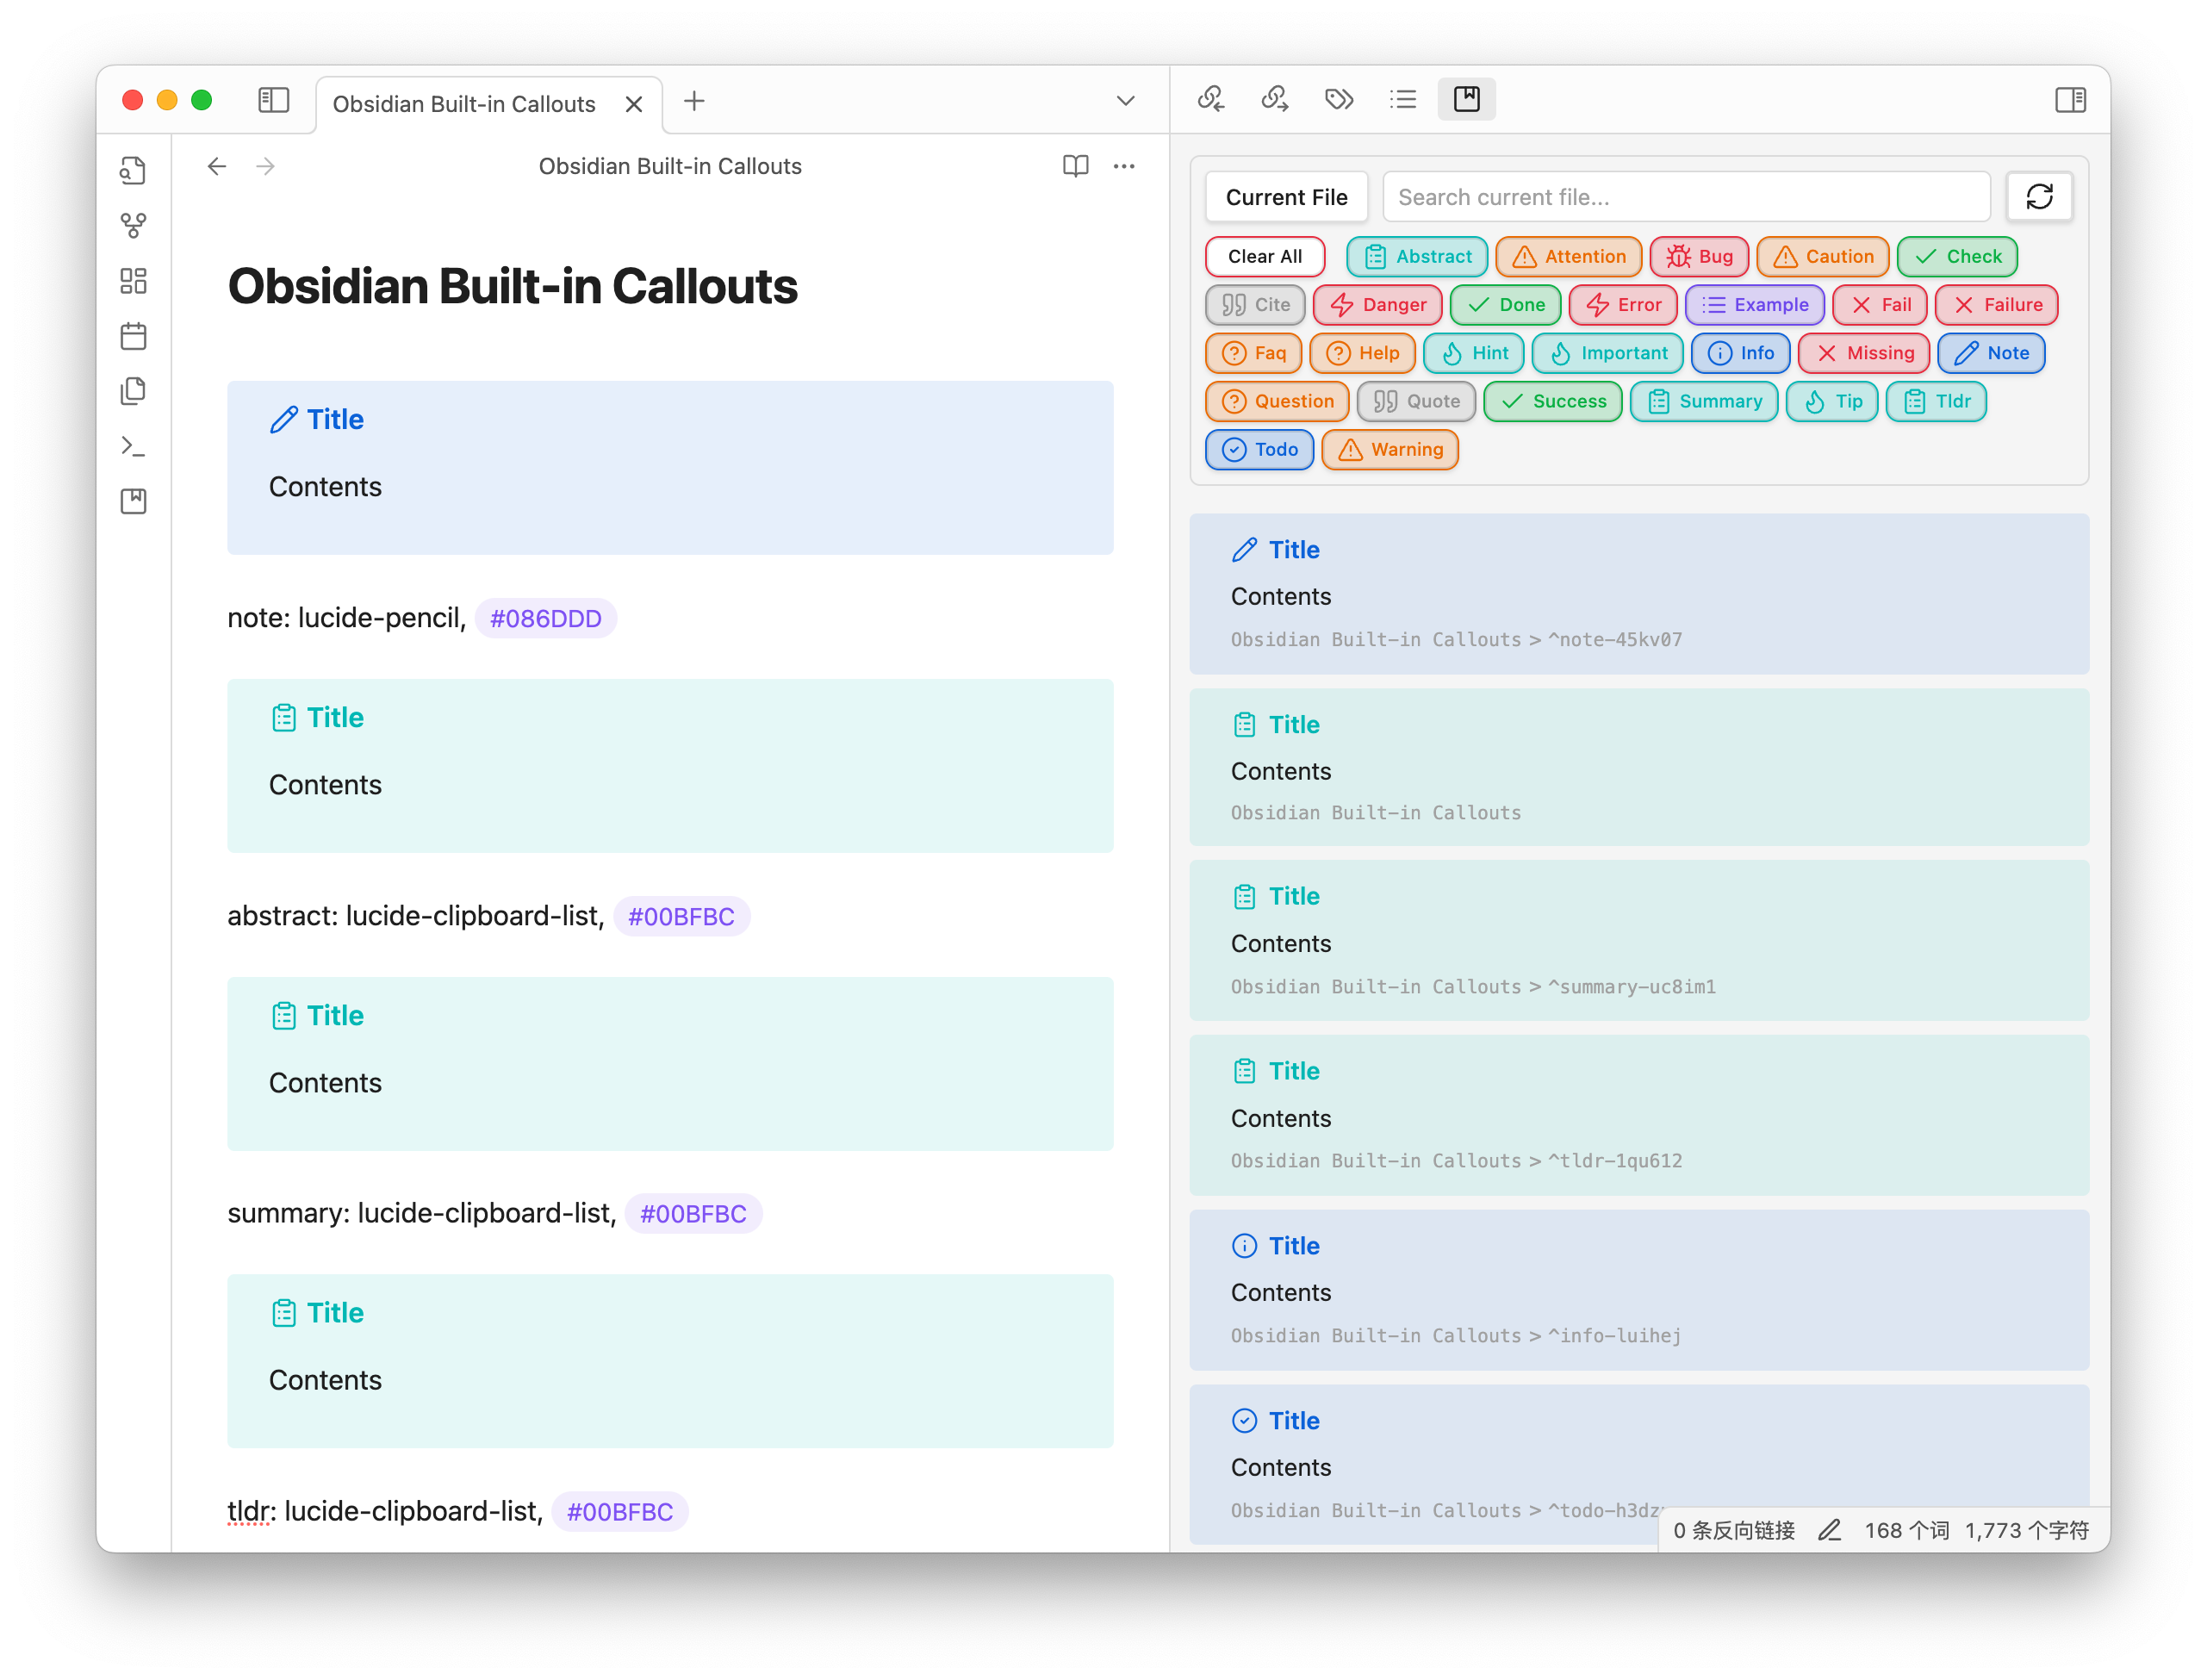 Obsidian Built-in Callouts
Obsidian Built-in Callouts
Obsidian Built-in Callouts
Title
Contents
note: lucide-pencil, #086DDD
Title
Contents
abstract: lucide-clipboard-list, #00BFBC
Title
Contents
summary: lucide-clipboard-list, #00BFBC
Title
Contents
tldr: lucide-clipboard-list, #00BFBC
Current File Search current file...
Clear All Abstract Attention Bug Caution Check
Cite Danger Done Error Example Fail Failure
Faq Help Hint Important Info Missing Note
Question Quote Success Summary Tip Tldr
Todo Warning
Title
Contents
Obsidian Built-in Callouts > ^note-45kv07
Title
Contents
Obsidian Built-in Callouts
Title
Contents
Obsidian Built-in Callouts > ^summary-uc8im1
Title
Contents
Obsidian Built-in Callouts > ^tldr-1qu612
Title
Contents
Obsidian Built-in Callouts > ^info-luihej
Title
Contents
Obsidian Built-in Callouts >
0 条反向链接 168 个词 1,773 个字符